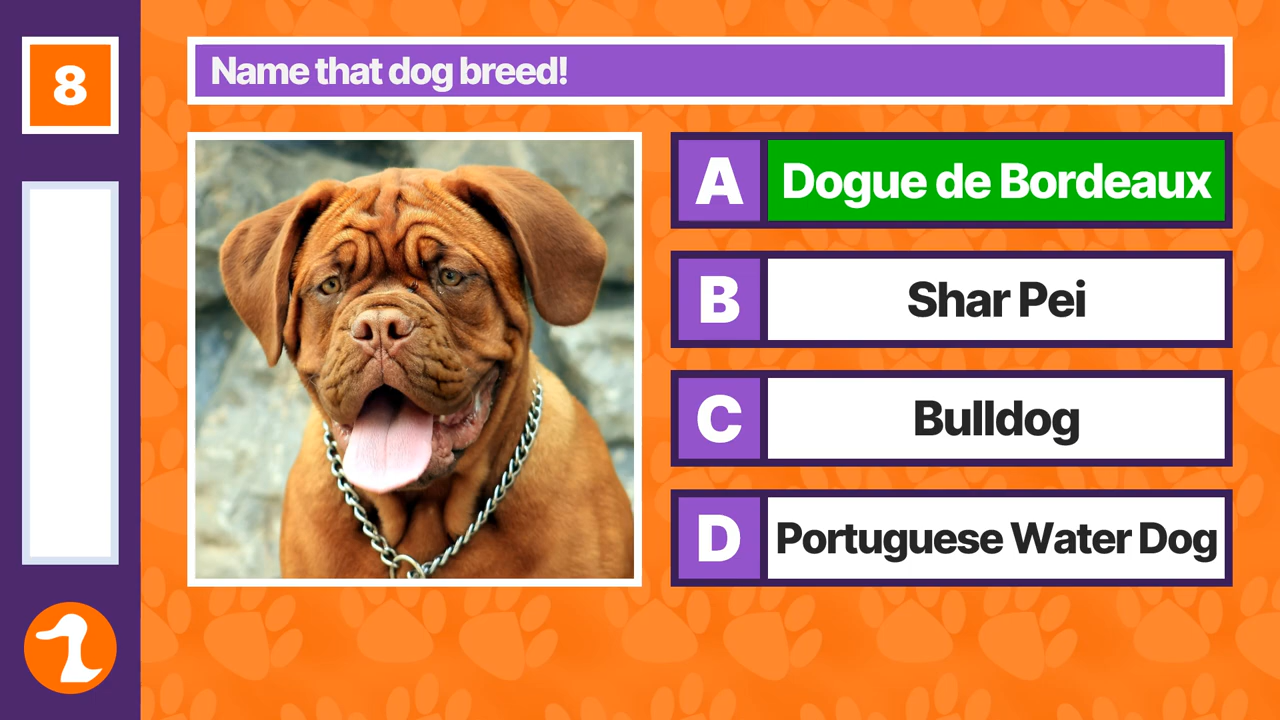 8
Name that dog breed!
A Dogue de Bordeaux
B Shar Pei
C Bulldog
D Portuguese Water Dog